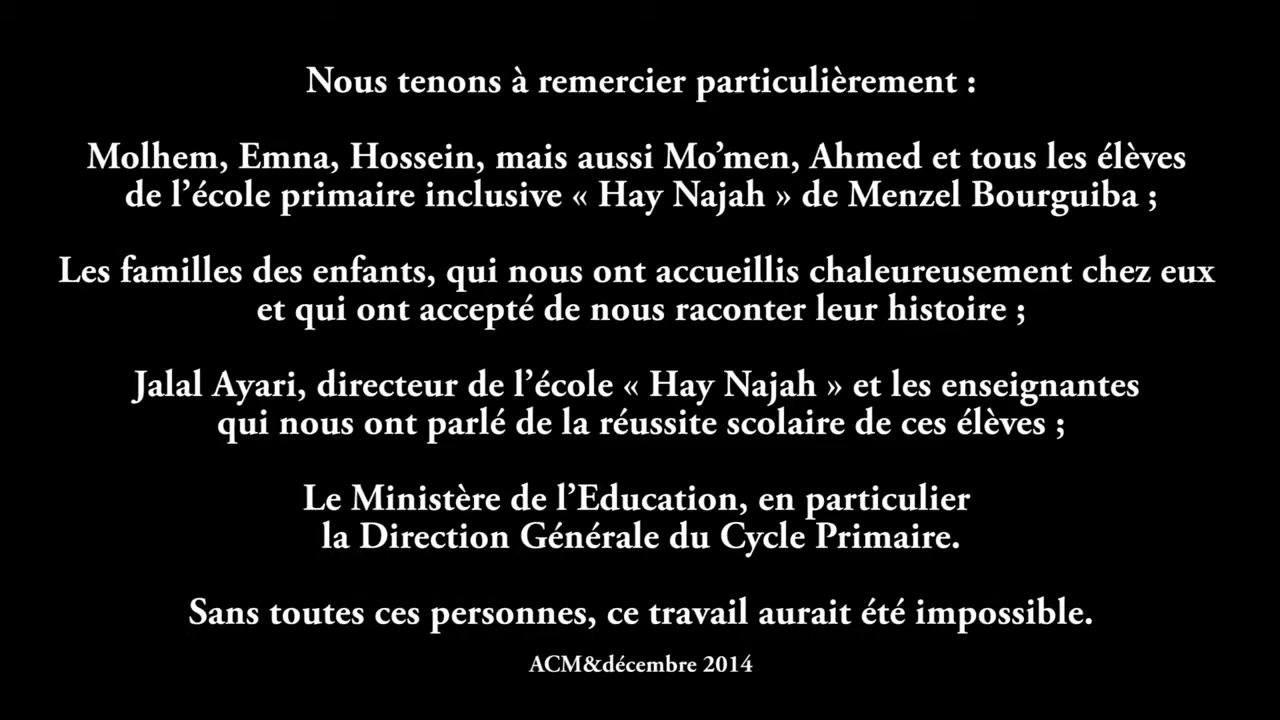 Nous tenons à remercier particulièrement :
Molhem, Emna, Hossein, mais aussi Mo’men, Ahmed et tous les élèves
de l’école primaire inclusive « Hay Najah » de Menzel Bourguiba ;
Les familles des enfants, qui nous ont accueillis chaleureusement chez eux
et qui ont accepté de nous raconter leur histoire ;
Jalal Ayari, directeur de l’école « Hay Najah » et les enseignantes
qui nous ont parlé de la réussite scolaire de ces élèves ;
Le Ministère de l’Education, en particulier
la Direction Générale du Cycle Primaire.
Sans toutes ces personnes, ce travail aurait été impossible.
ACM&décembre 2014